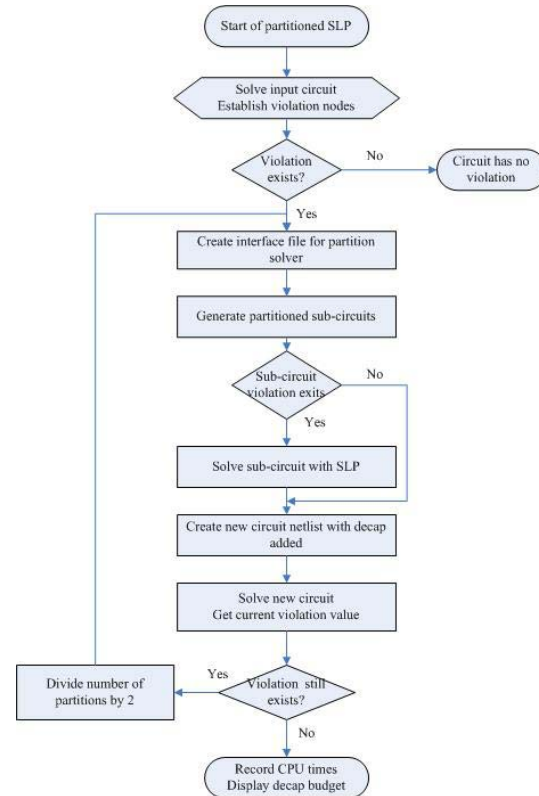 Start of partitioned SLP
Solve input circuit
Establish violation nodes
Violation
exists?
No
Circuit has no
violation
Yes
Create interface file for partition
solver
Generate partitioned sub-circuits
Sub-circuit
violation exits
No
Yes
Solve sub-circuit with SLP
Create new circuit netlist with decap
added
Solve new circuit
Get current violation value
Violation still
exists?
Yes
Divide number of
partitions by 2
No
Record CPU times
Display decap budget